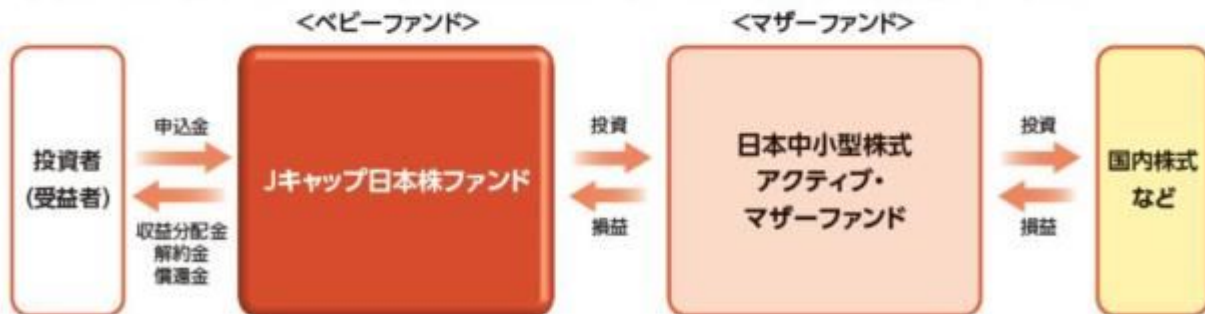 <ベビーファンド>
<マザーファンド>
投資者
(受益者)
申込金
収益分配金
解約金
償還金
Jキャップ日本株ファンド
投資
損益
日本中小型株式
アクティブ・
マザーファンド
投資
損益
国内株式
など